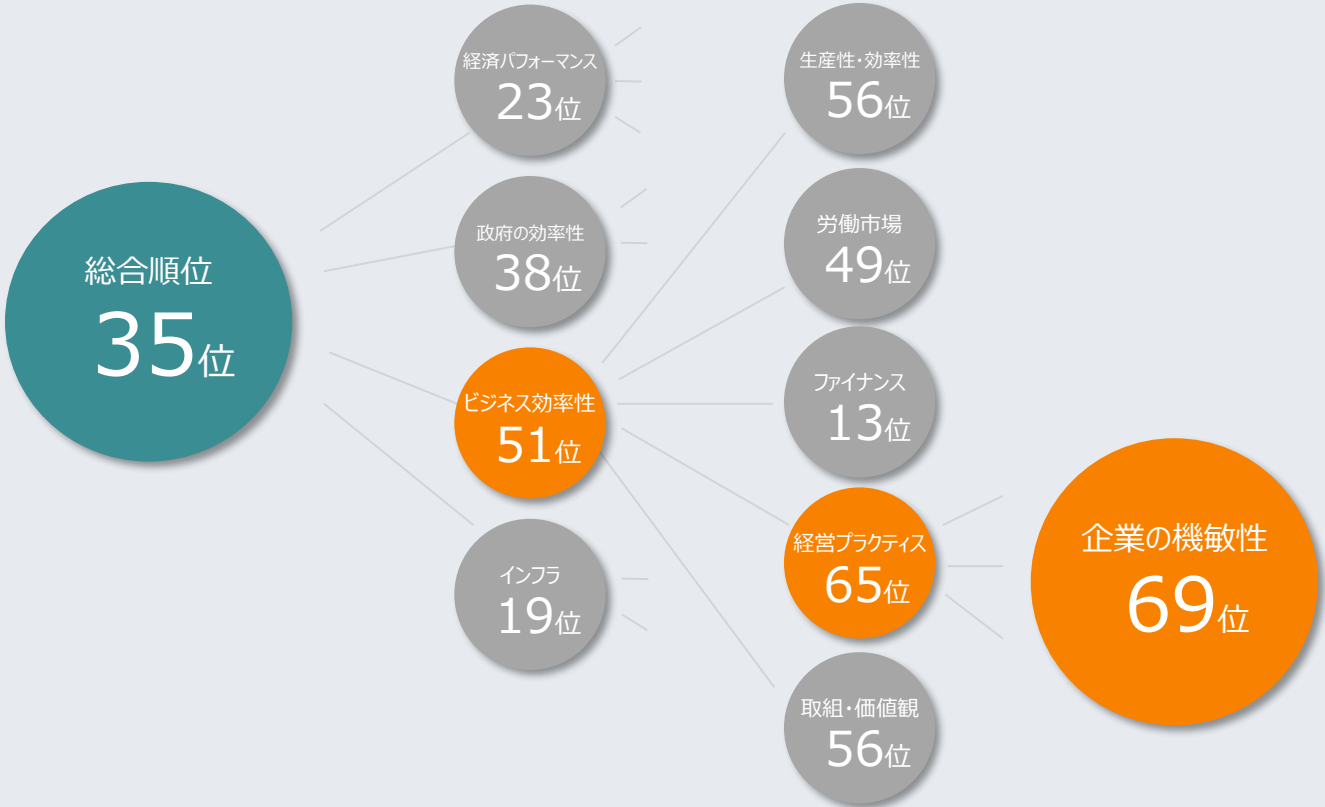 総合順位
35位
経済パフォーマンス
23位
政府の効率性
38位
ビジネス効率性
51位
インフラ
19位
生産性・効率性
56位
労働市場
49位
ファイナンス
13位
経営プラクティス
65位
取組・価値観
56位
企業の機敏性
69位